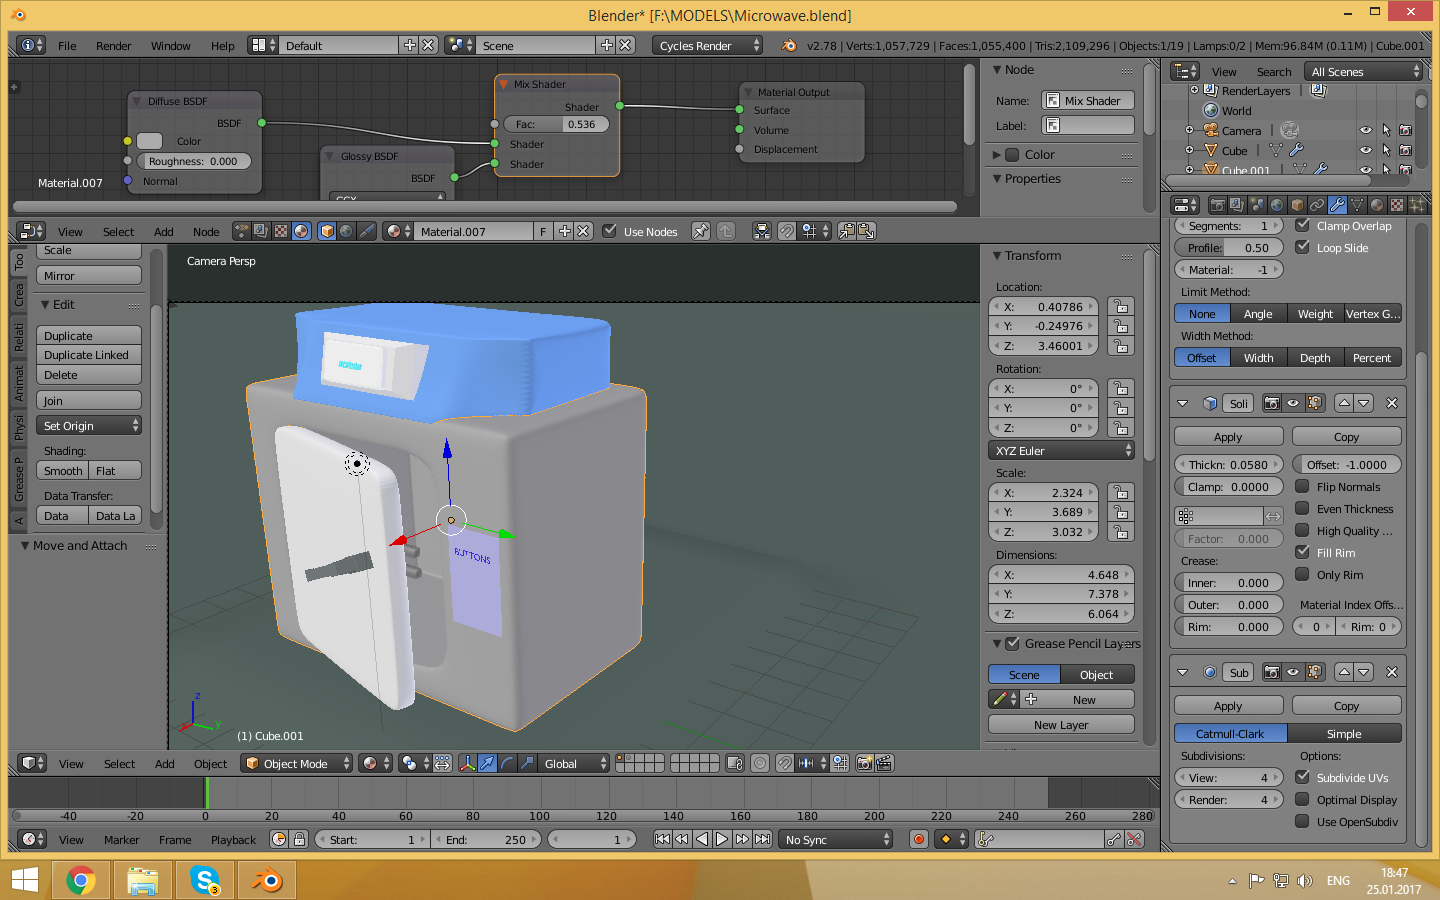 Blender* [F:\MODELS\Microwave.blend]
File Render Window Help Default Scene Cycles Render v2.78 | Verts:1,057,729 | Faces:1,055,400 | Tris:2,109,296 | Objects:1/19 | Lamps:0/2 | Mem:96.84M (0.11M) | Cube.001
Diffuse BSDF
BSDF
Color
Roughness: 0.000
Normal
Material.007
Glossy BSDF
BSDF
GGX
Mix Shader
Shader
Fac: 0.536
Shader
Shader
Material Output
Surface
Volume
Displacement
Node
Name: Mix Shader
Label:
Color
Properties
View Search All Scenes
RenderLayers
World
Camera
Cube
Cube.001
View Select Add Node Material.007 F Use Nodes
Too
Crea
Relati
Animat
Physi
Grease P
A
Scale
Mirror
Edit
Duplicate
Duplicate Linked
Delete
Join
Set Origin
Shading:
Smooth Flat
Data Transfer:
Data Data La
Move and Attach
Camera Persp
BUTTONS
z
y
(1) Cube.001
Transform
Location:
X: 0.40786
Y: -0.24976
Z: 3.46001
Rotation:
X: 0°
Y: 0°
Z: 0°
XYZ Euler
Scale:
X: 2.324
Y: 3.689
Z: 3.032
Dimensions:
X: 4.648
Y: 7.378
Z: 6.064
Grease Pencil Layers
Scene Object
New
New Layer
Segments: 1 Clamp Overlap
Profile: 0.50 Loop Slide
Material: -1
Limit Method:
None Angle Weight Vertex G...
Width Method:
Offset Width Depth Percent
Soli
Apply Copy
Thickn: 0.0580 Offset: -1.0000
Clamp: 0.0000 Flip Normals
Even Thickness
High Quality ...
Factor: 0.000 Fill Rim
Crease: Only Rim
Inner: 0.000
Outer: 0.000 Material Index Offs...
Rim: 0.000 0 Rim: 0
Sub
Apply Copy
Catmull-Clark Simple
Subdivisions: Options:
View: 4 Subdivide UVs
Render: 4 Optimal Display
Use OpenSubdiv
View Select Add Object Object Mode Global
-40 -20 0 20 40 60 80 100 120 140 160 180 200 220 240 260 280
View Marker Frame Playback Start: 1 End: 250 1 No Sync
3
ENG
18:47
25.01.2017